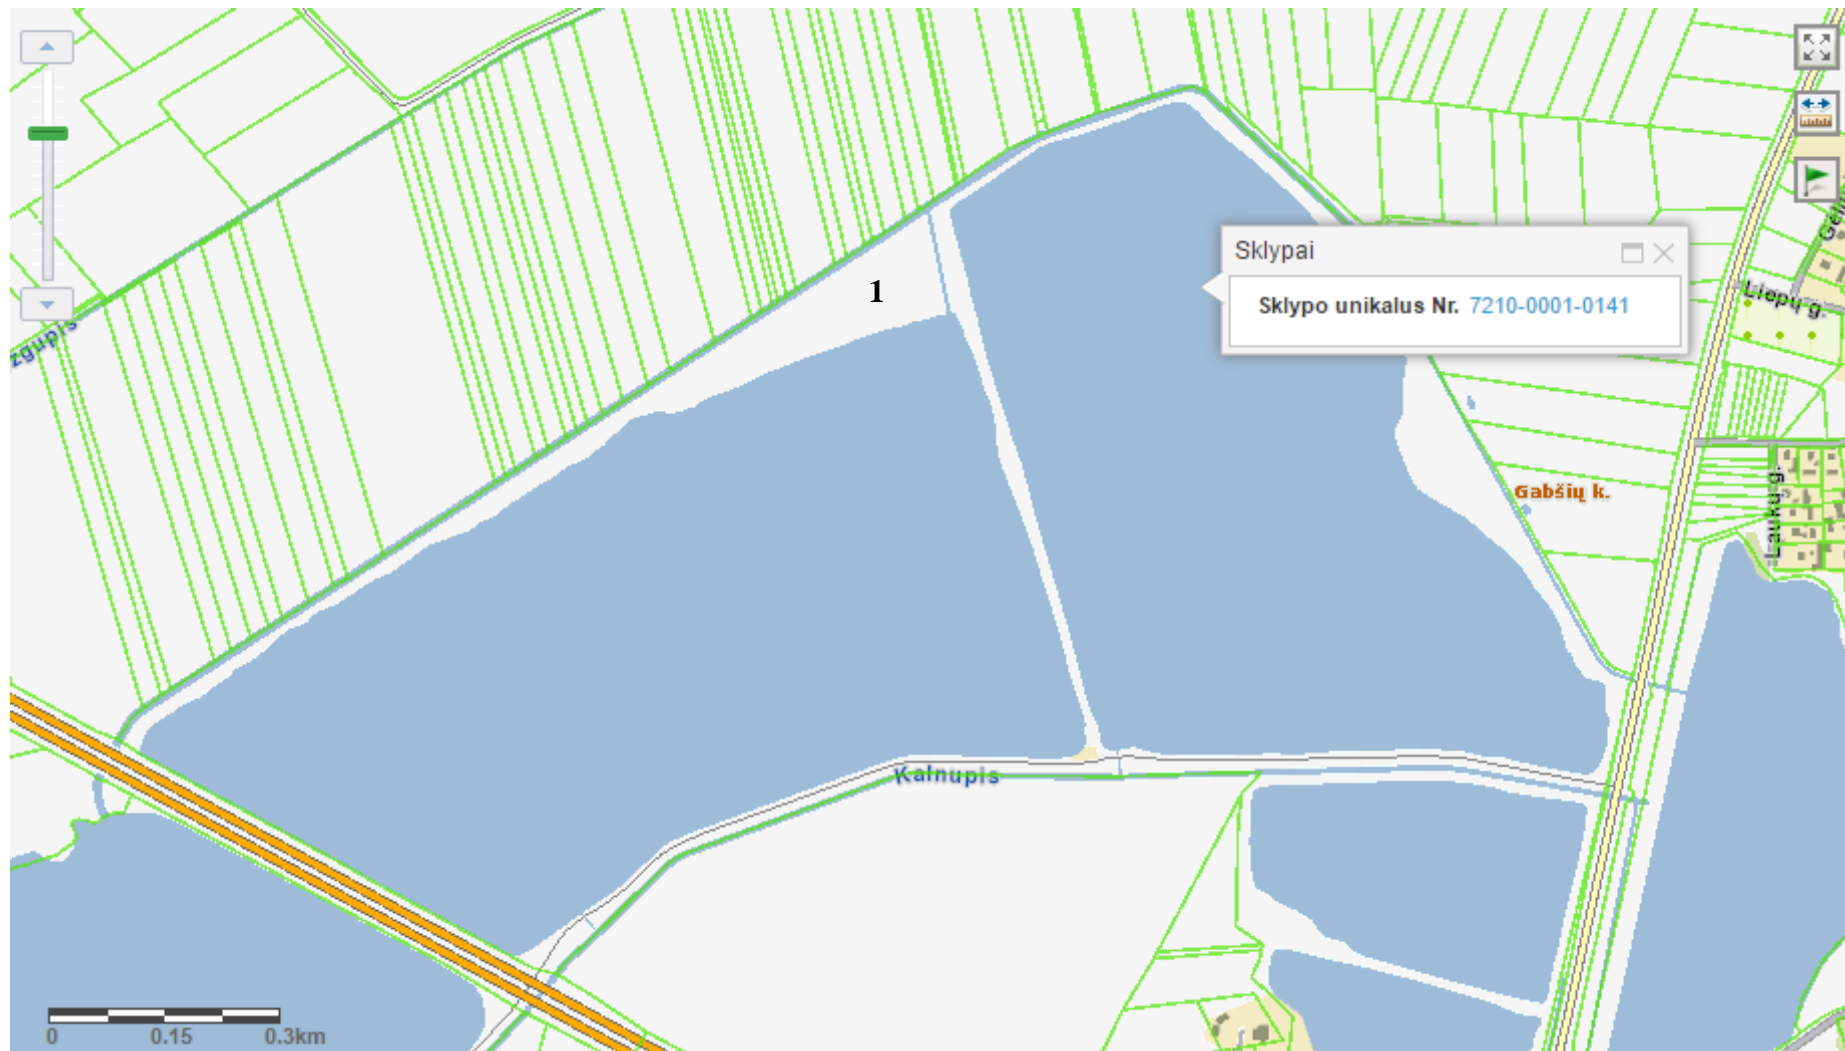 Sklypai
Sklypo unikalus Nr. 7210-0001-0141
1
Liepų g.
zgupis
Gabšių k.
Laukų g.
Kalnupis
0 0.15 0.3km